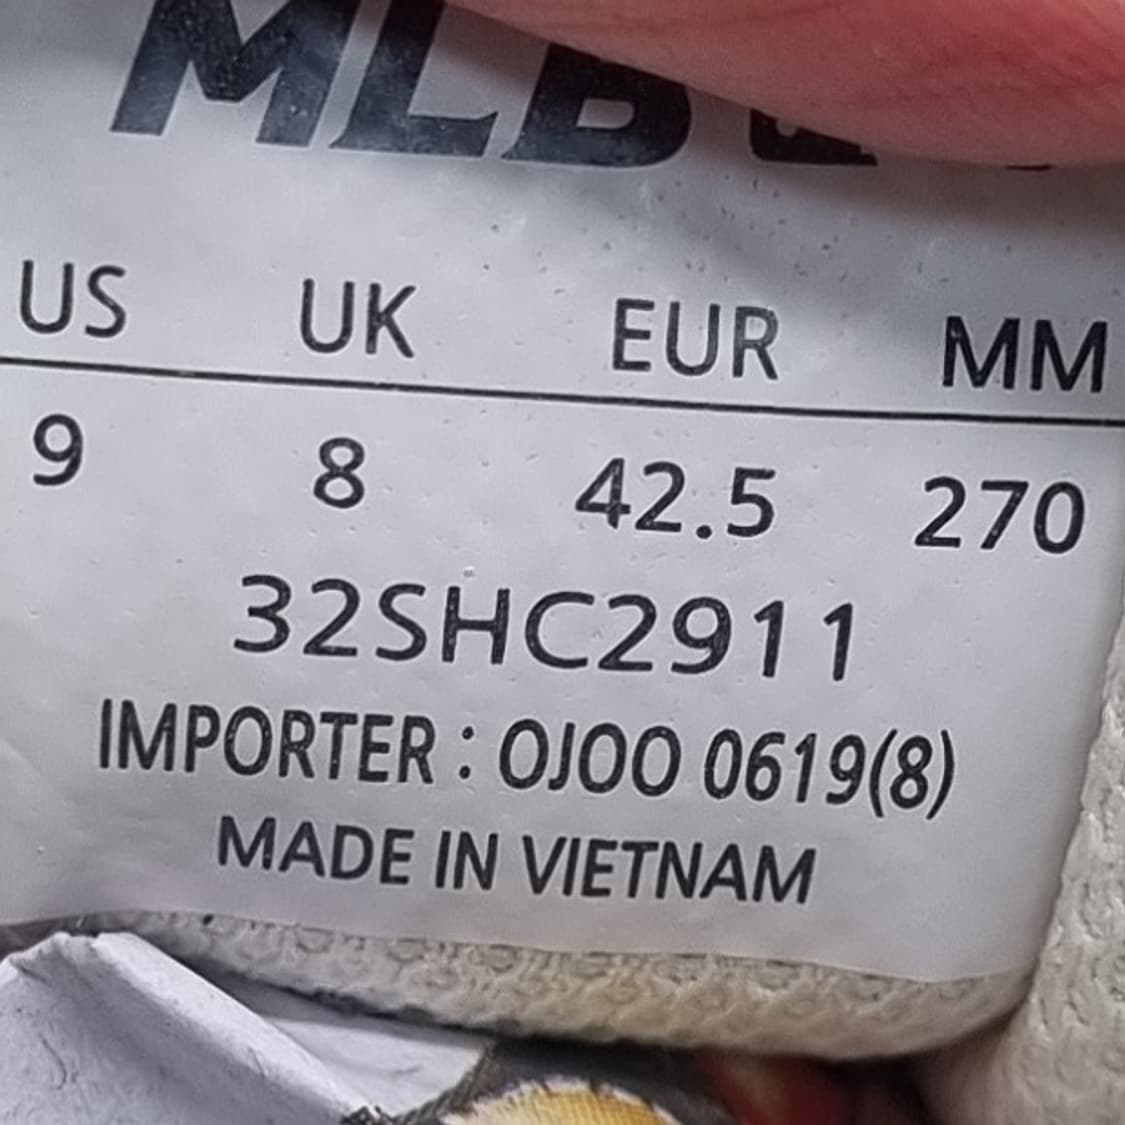 MLB
US UK EUR MM
9 8 42.5 270
32SHC2911
IMPORTER : OJOO 0619(8)
MADE IN VIETNAM